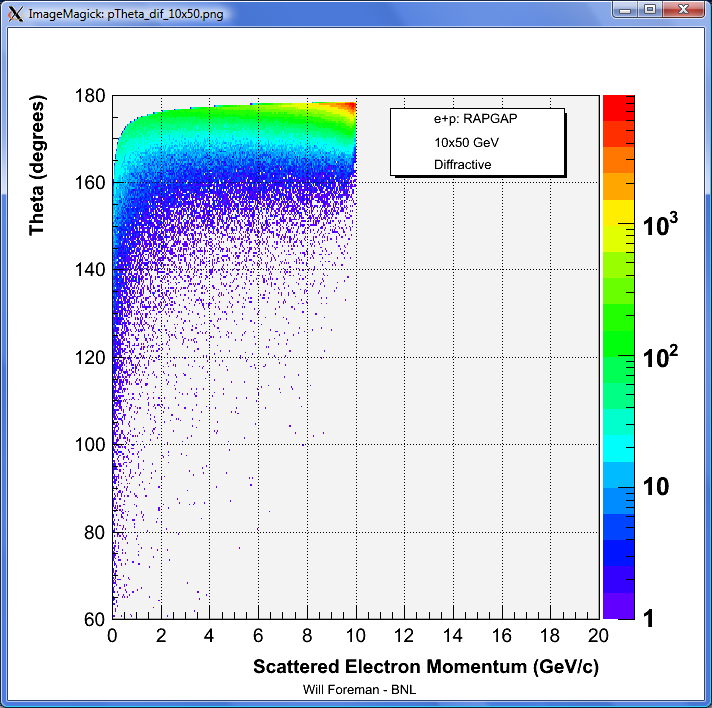 ImageMagick: pTheta_dif_10x50.png
Theta (degrees)
180
160
140
120
100
80
60
0 2 4 6 8 10 12 14 16 18 20
e+p: RAPGAP
10x50 GeV
Diffractive
10³
10²
10
1
Scattered Electron Momentum (GeV/c)
Will Foreman - BNL